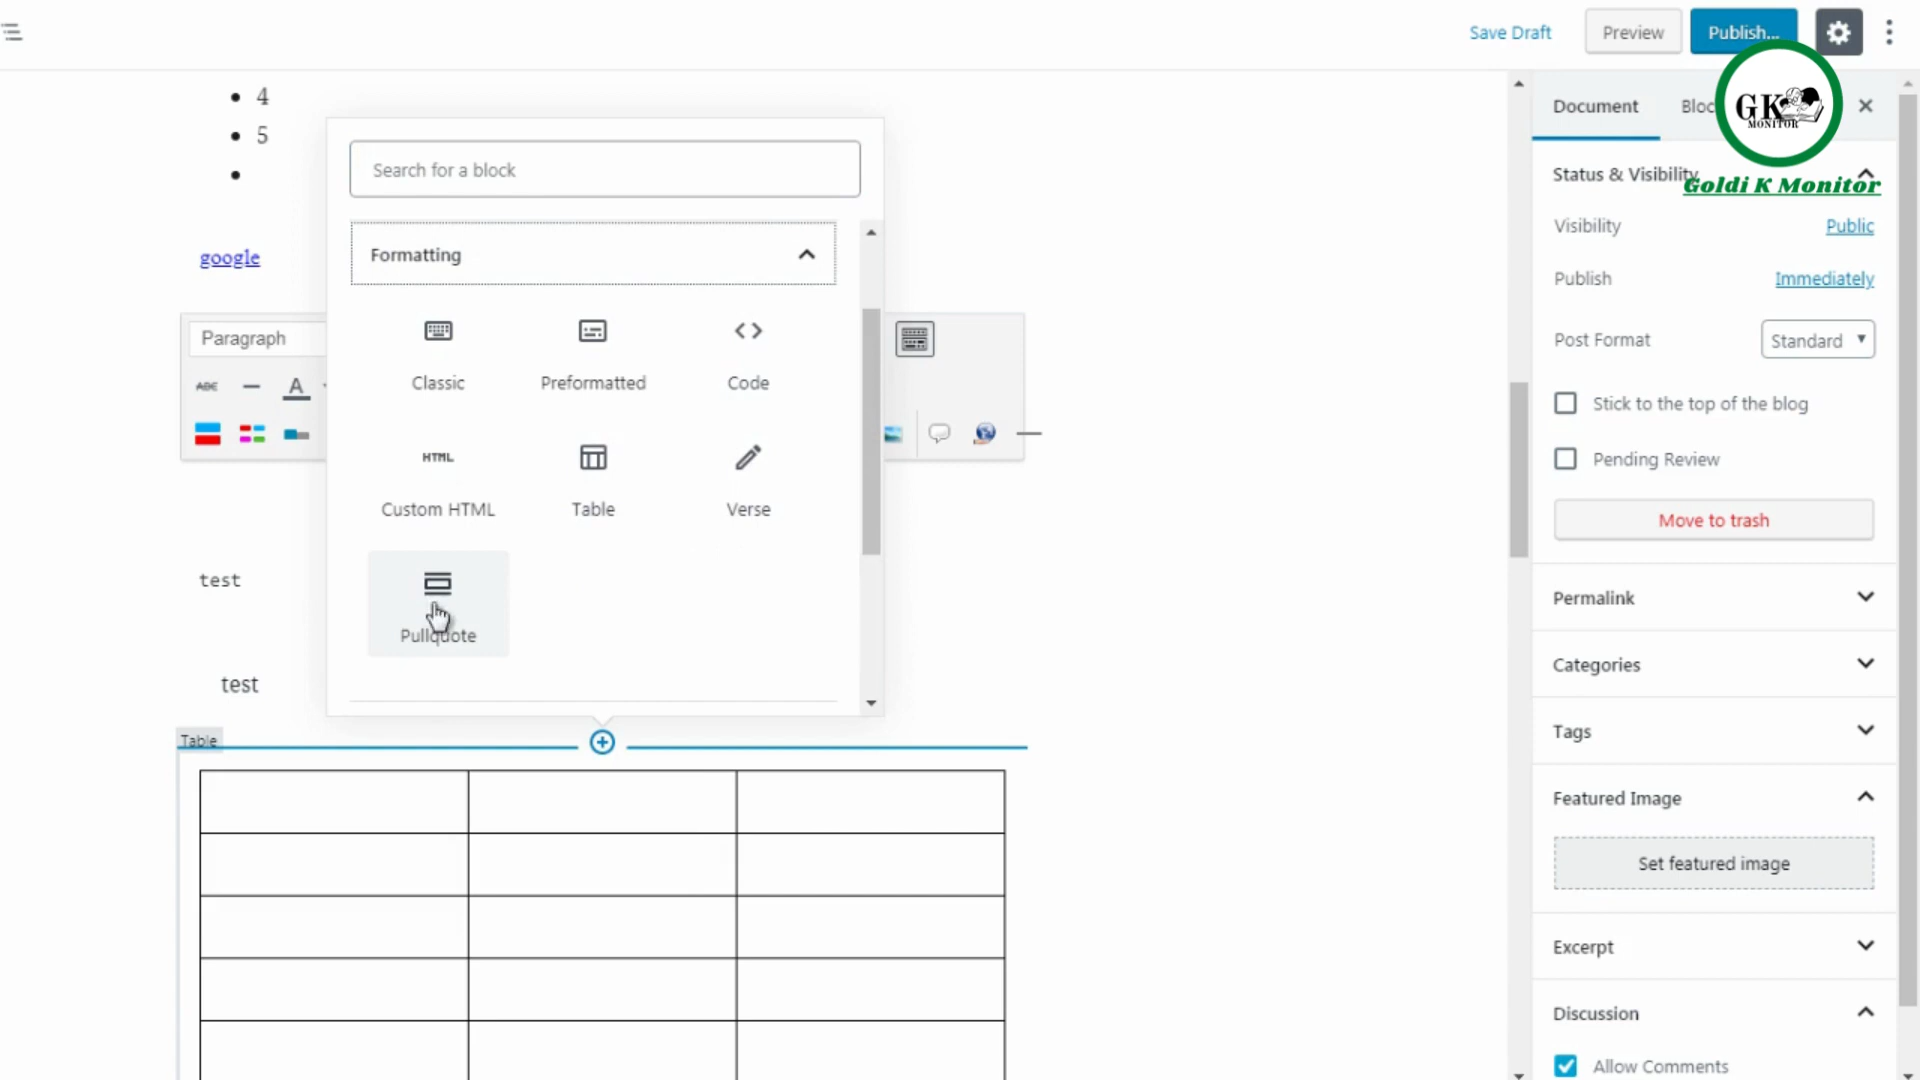 Save Draft
Preview
Publish...
4
5
Search for a block
Document
GK
MONITOR
Status & Visibility
Goldi K Monitor
Visibility
Public
google
Formatting
Publish
Immediately
Paragraph
Post Format
Standard
ABC
A
Classic
Preformatted
Code
Stick to the top of the blog
HTML
Pending Review
Custom HTML
Table
Verse
Move to trash
test
Permalink
Pullquote
Categories
test
Tags
Table
Featured Image
Set featured image
Excerpt
Discussion
Allow Comments